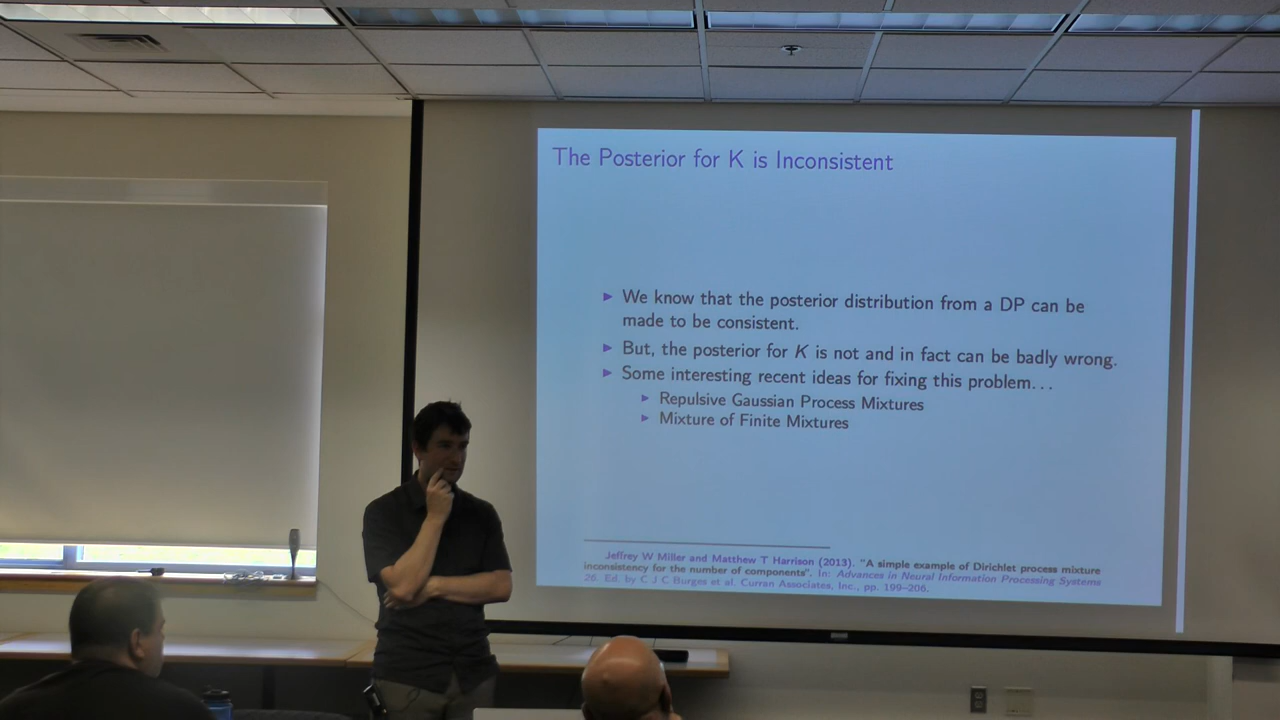 The Posterior for K is Inconsistent
► We know that the posterior distribution from a DP can be
made to be consistent.
► But, the posterior for K is not and in fact can be badly wrong.
► Some interesting recent ideas for fixing this problem...
► Repulsive Gaussian Process Mixtures
► Mixture of Finite Mixtures
Jeffrey W Miller and Matthew T Harrison (2013). "A simple example of Dirichlet process mixture
inconsistency for the number of components". In: Advances in Neural Information Processing Systems
26. Ed. by C J C Burges et al. Curran Associates, Inc., pp. 199–206.